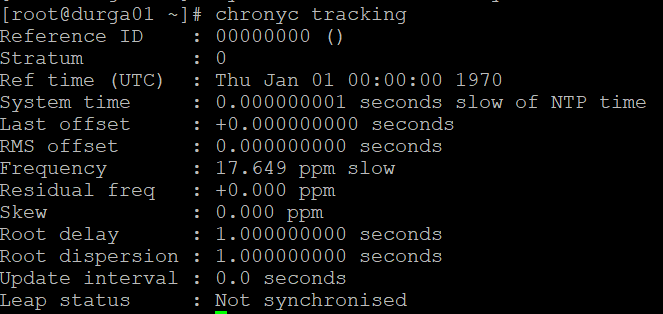 [root@durga01 ~]# chronyc tracking
Reference ID    : 00000000 ()
Stratum         : 0
Ref time (UTC)  : Thu Jan 01 00:00:00 1970
System time     : 0.000000001 seconds slow of NTP time
Last offset     : +0.000000000 seconds
RMS offset      : 0.000000000 seconds
Frequency       : 17.649 ppm slow
Residual freq   : +0.000 ppm
Skew            : 0.000 ppm
Root delay      : 1.000000000 seconds
Root dispersion : 1.000000000 seconds
Update interval : 0.0 seconds
Leap status     : Not synchronised